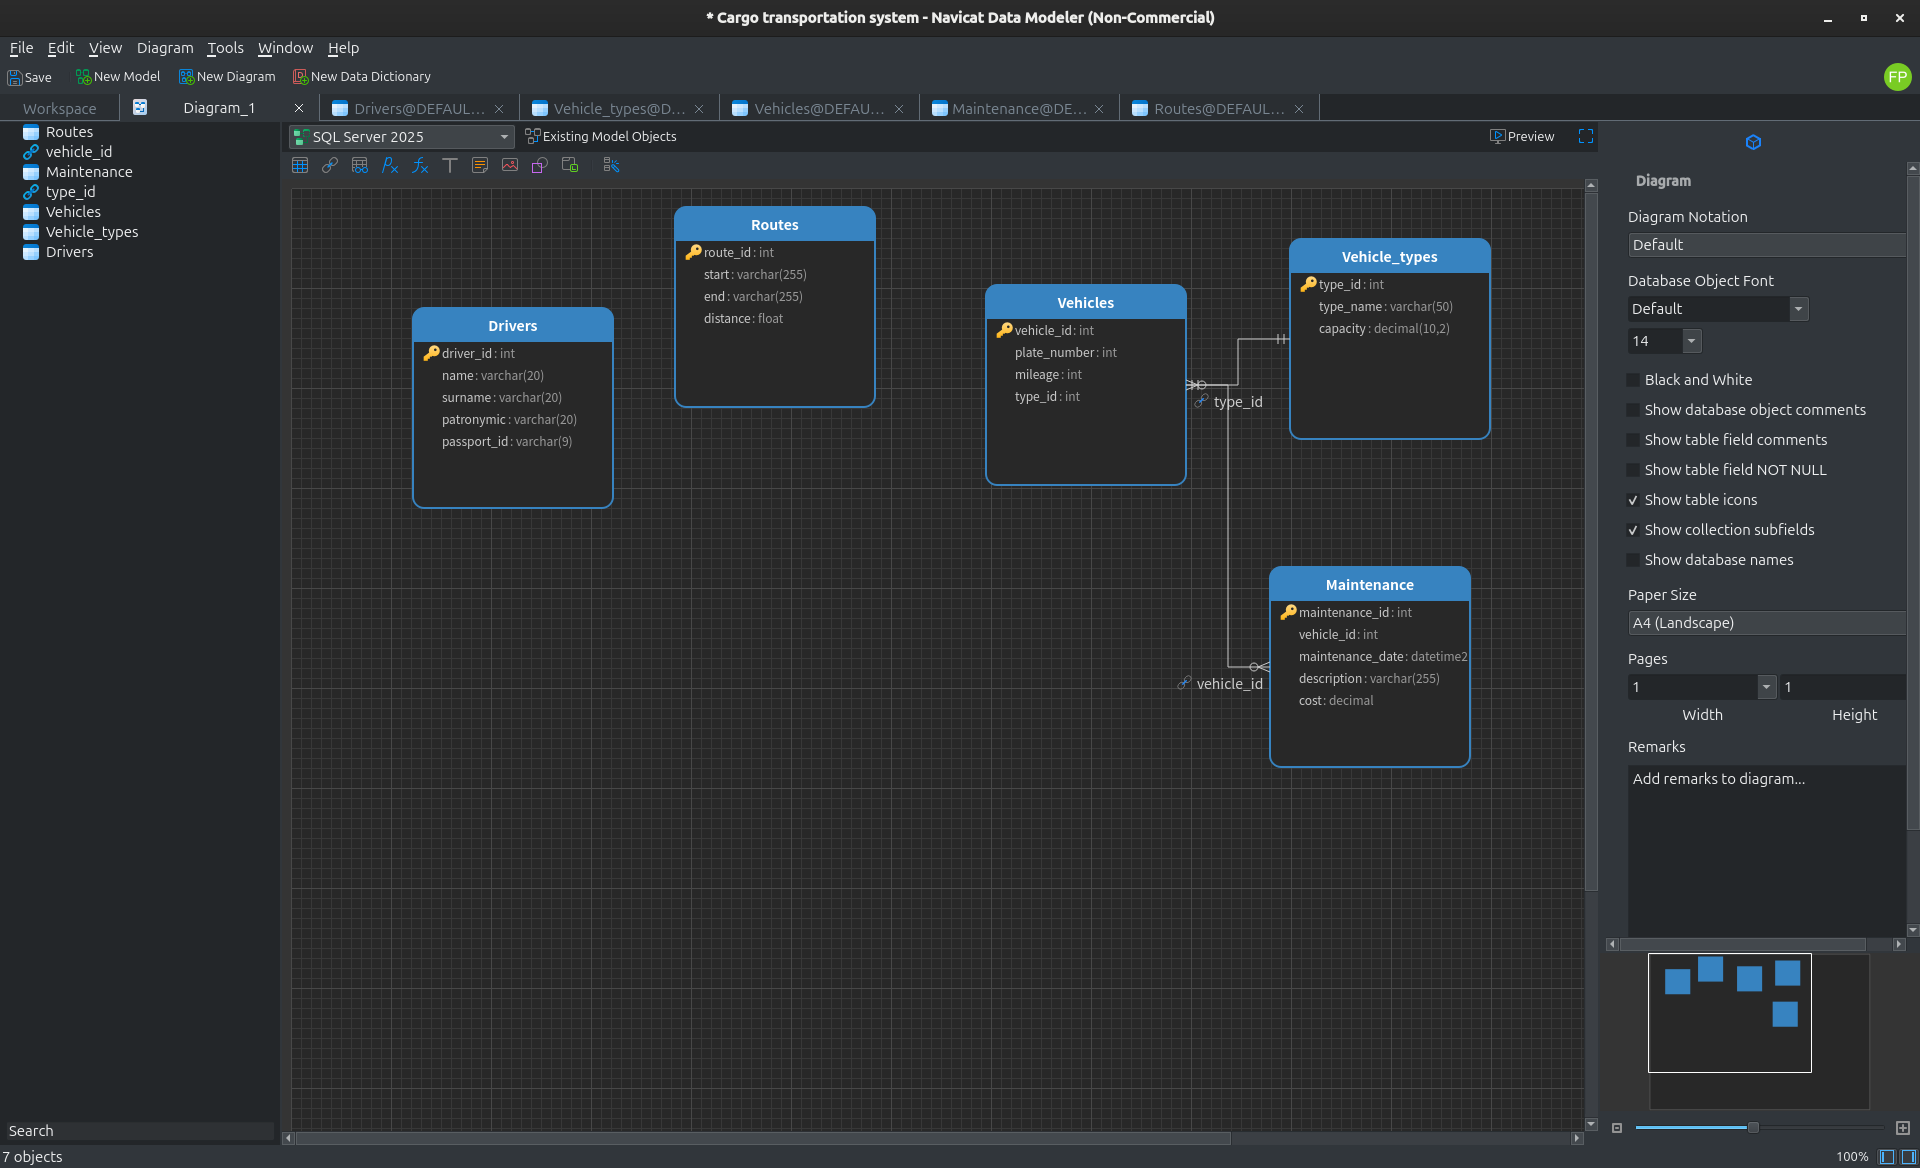 * Cargo transportation system - Navicat Data Modeler (Non-Commercial)
File Edit View Diagram Tools Window Help
Save New Model New Diagram New Data Dictionary
FP
Workspace Diagram_1 Drivers@DEFAUL... Vehicle_types@D... Vehicles@DEFAU... Maintenance@DE... Routes@DEFAUL...
Routes
vehicle_id
Maintenance
type_id
Vehicles
Vehicle_types
Drivers
SQL Server 2025 Existing Model Objects Preview
Drivers
driver_id: int
name: varchar(20)
surname: varchar(20)
patronymic: varchar(20)
passport_id: varchar(9)
Routes
route_id: int
start: varchar(255)
end: varchar(255)
distance: float
Vehicles
vehicle_id: int
plate_number: int
mileage: int
type_id: int
type_id
Vehicle_types
type_id: int
type_name: varchar(50)
capacity: decimal(10,2)
Maintenance
maintenance_id: int
vehicle_id: int
maintenance_date: datetime2
description: varchar(255)
cost: decimal
vehicle_id
Diagram
Diagram Notation
Default
Database Object Font
Default
14
Black and White
Show database object comments
Show table field comments
Show table field NOT NULL
Show table icons
Show collection subfields
Show database names
Paper Size
A4 (Landscape)
Pages
1 1
Width Height
Remarks
Add remarks to diagram...
Search
7 objects
100%